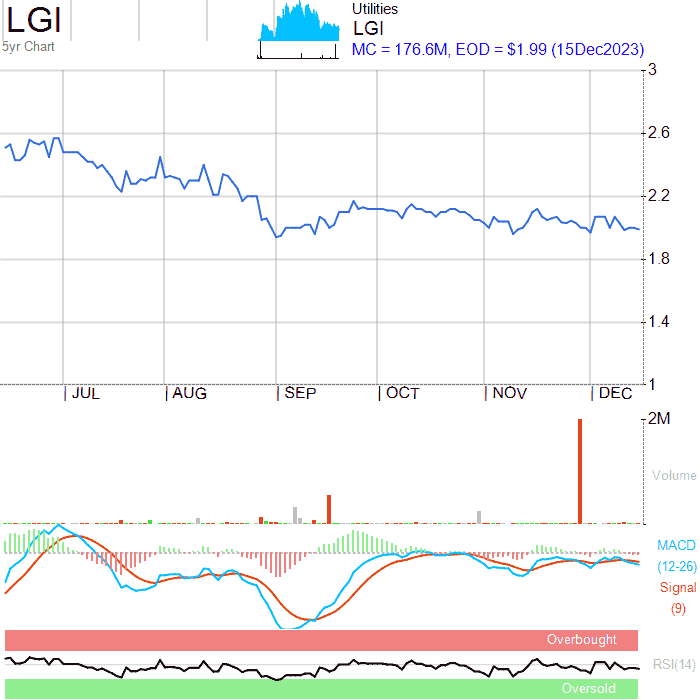 LGI
5yr Chart
Utilities
LGI
MC = 176.6M, EOD = $1.99 (15Dec2023)
3
2.6
2.2
1.8
1.4
1
JUL AUG SEP OCT NOV DEC
2M
Volume
MACD
(12-26)
Signal
(9)
Overbought
RSI(14)
Oversold